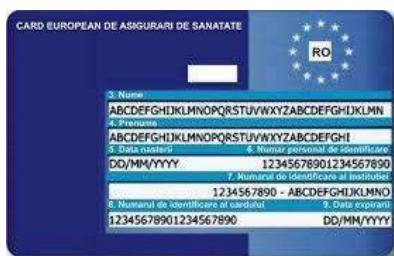 CARD EUROPEAN DE ASIGURARI DE SANATATE
RO
3. Nume
ABCDEFGHIJKLMNOPQRSTUVWXYZABCDEFGHIJKLMN
4. Prenume
ABCDEFGHIJKLMNOPQRSTUVWXYZABCDEFGHI
5. Data nasterii 6. Numar personal de identificare
DD/MM/YYYY 12345678901234567890
7. Numarul de identificare al institutiei
1234567890 - ABCDEFGHIJKLMNO
8. Numarul de identificare al cardului 9. Data expirarii
12345678901234567890 DD/MM/YYYY